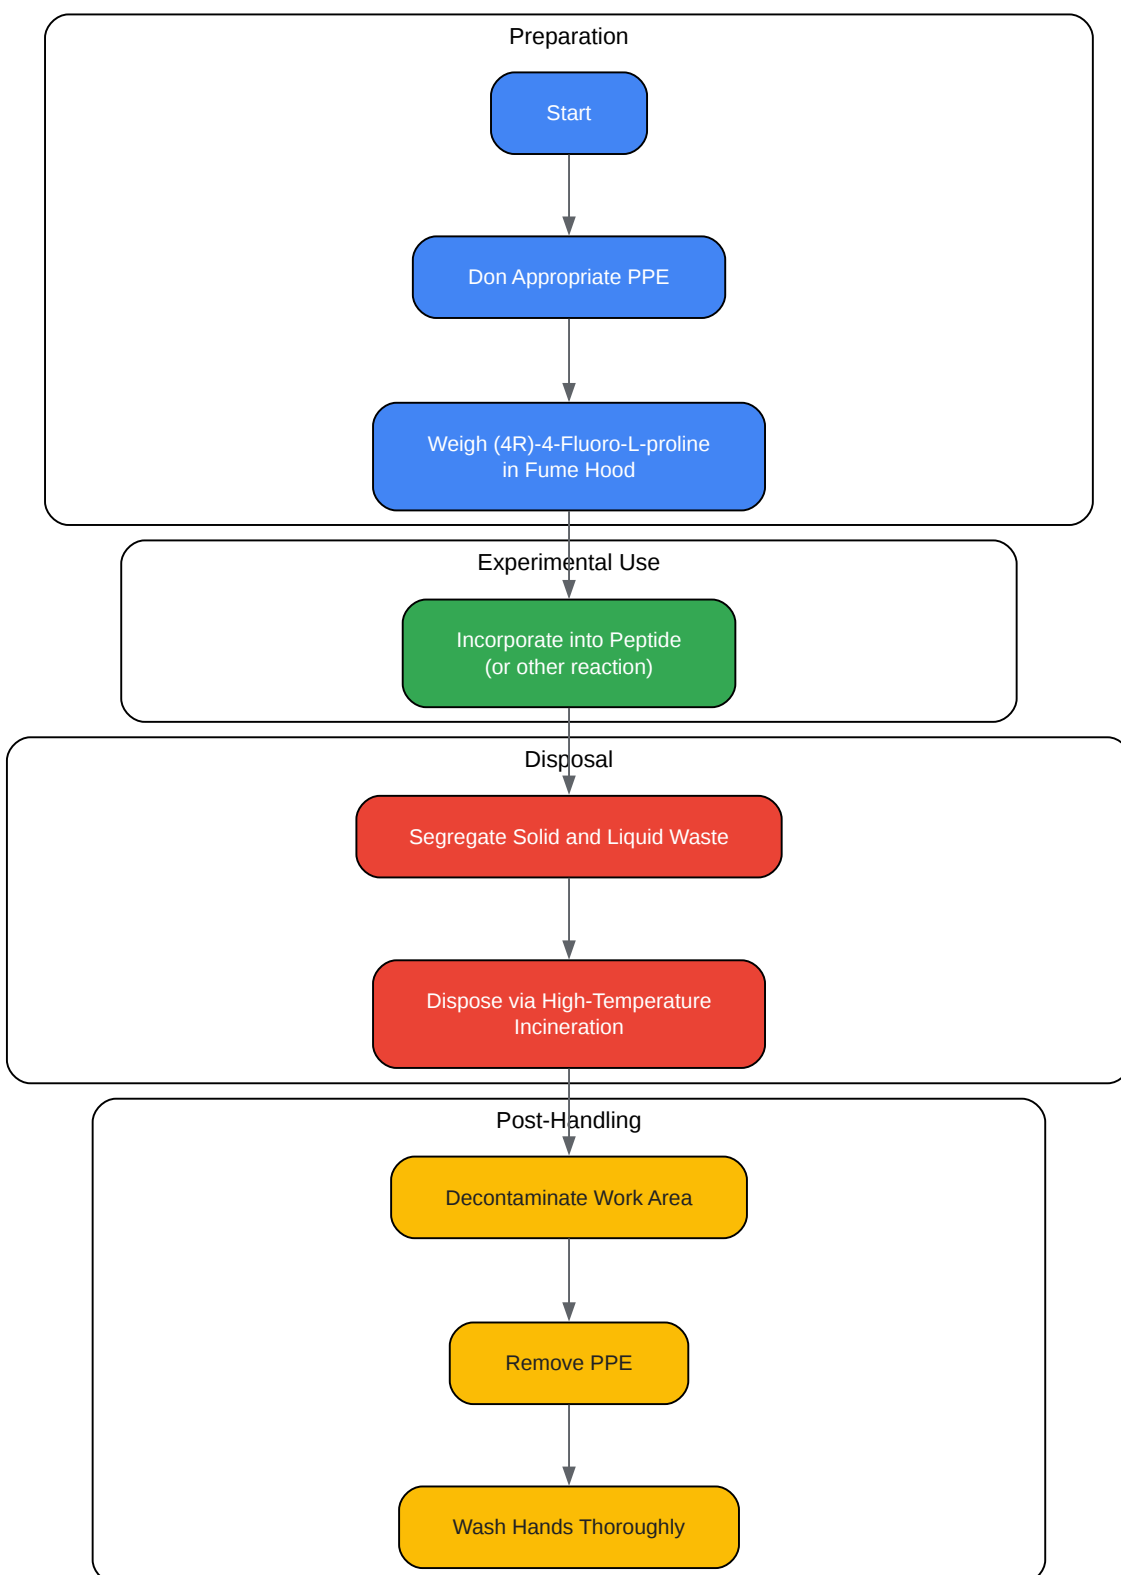 Preparation
Start
Don Appropriate PPE
Weigh (4R)-4-Fluoro-L-proline
in Fume Hood
Experimental Use
Incorporate into Peptide
(or other reaction)
Disposal
Segregate Solid and Liquid Waste
Dispose via High-Temperature
Incineration
Post-Handling
Decontaminate Work Area
Remove PPE
Wash Hands Thoroughly